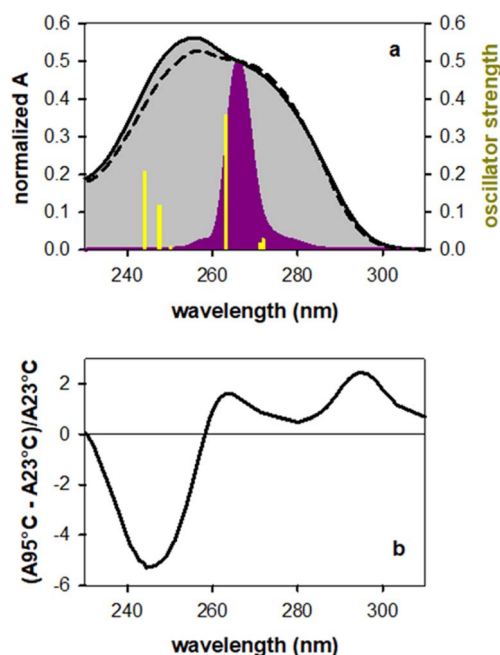 a
0.6 0.6
0.5 0.5
0.4 0.4
0.3 0.3
0.2 0.2
0.1 0.1
0.0 0.0
normalized A
oscillator strength
240 260 280 300
wavelength (nm)
2
0
-2
-4
-6
(A95°C - A23°C)/A23°C
b
240 260 280 300
wavelength (nm)